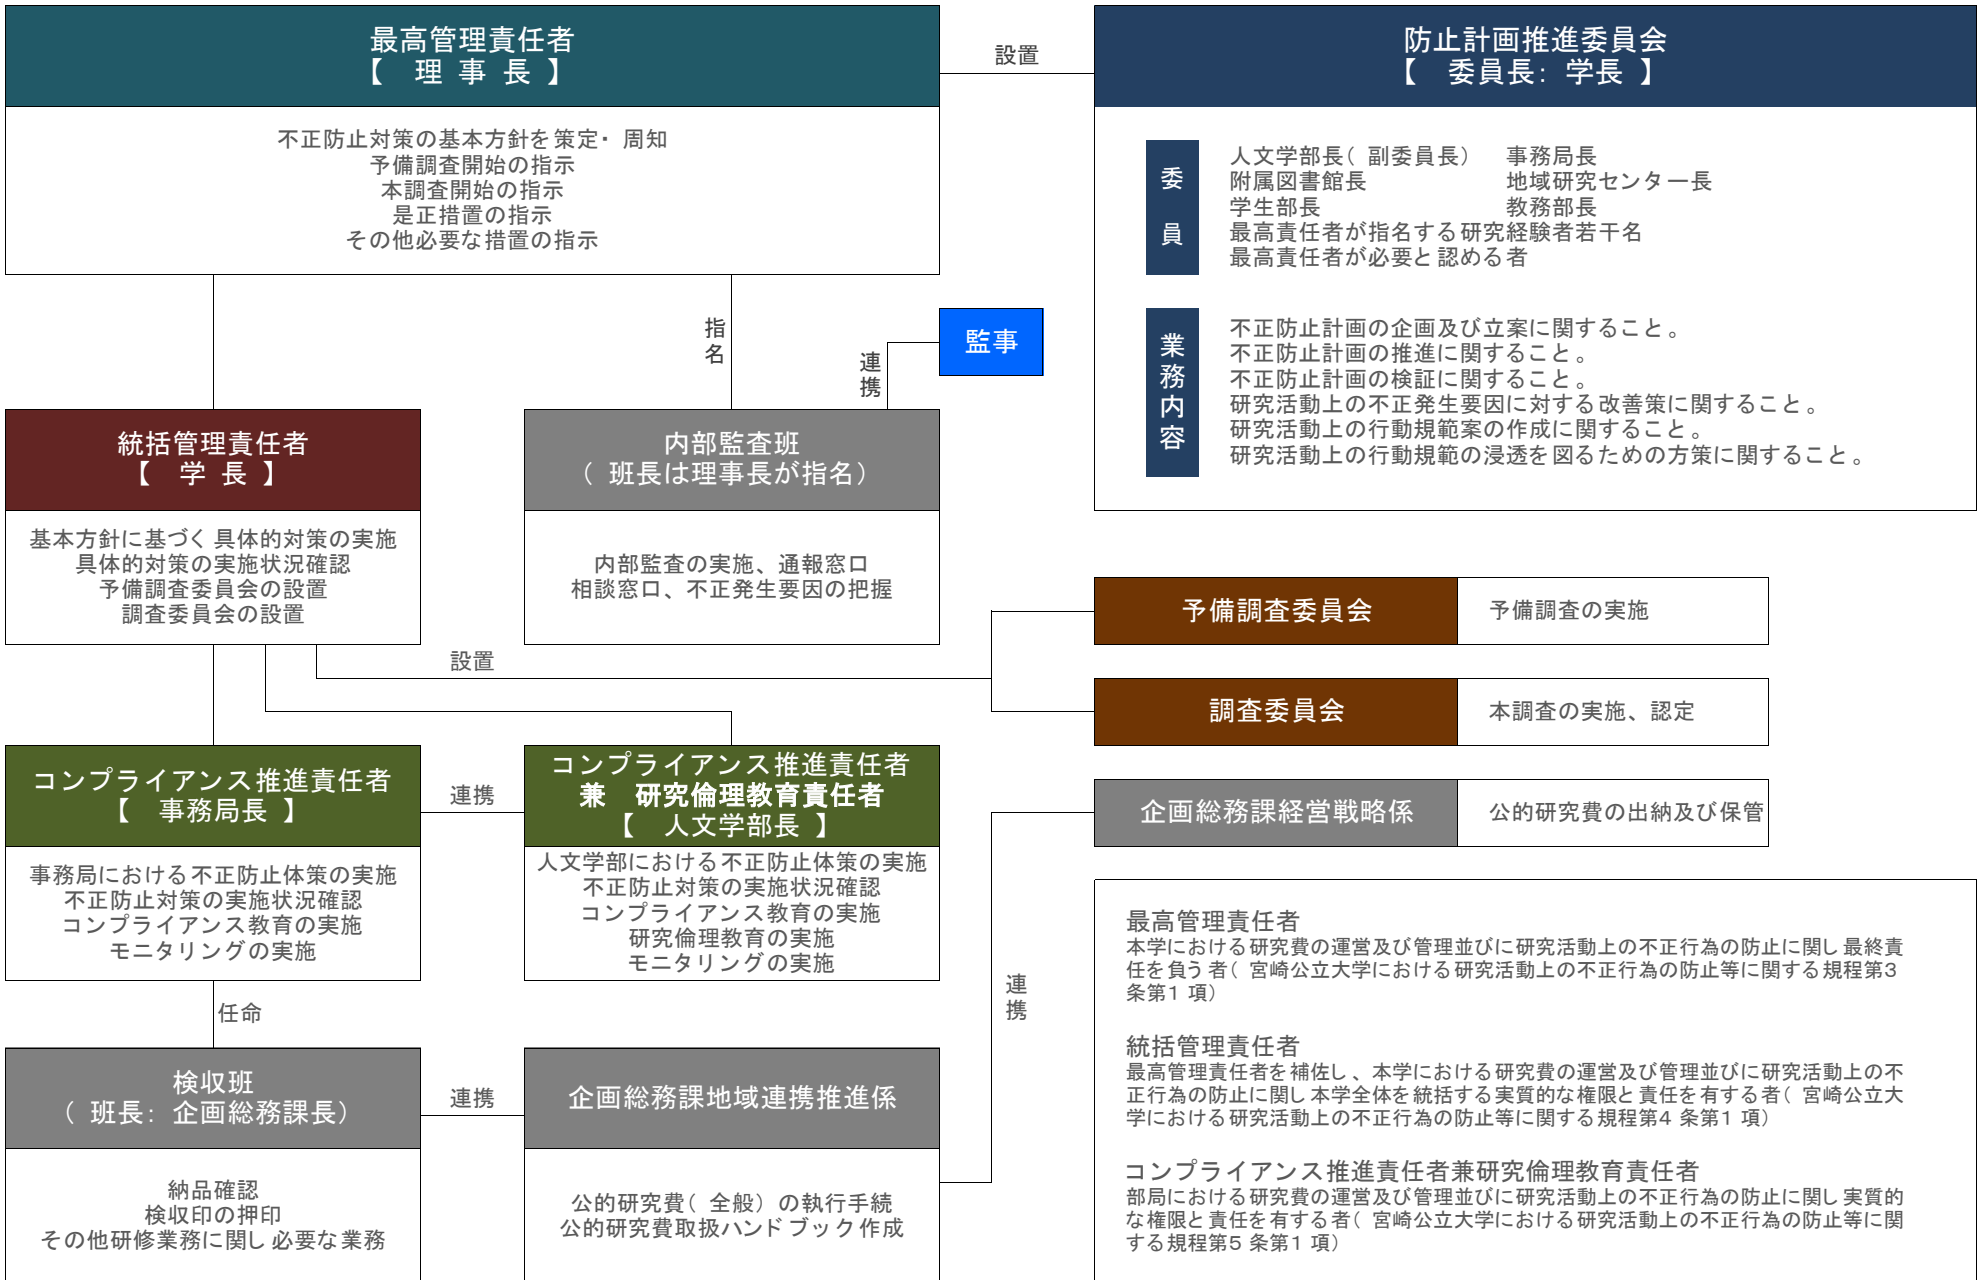 最高管理責任者
【 理 事 長 】
不正防止対策の基本方針を策定・周知
予備調査開始の指示
本調査開始の指示
是正措置の指示
その他必要な措置の指示
設置
防止計画推進委員会
【 委員長：学長 】
委員
人文学部長（副委員長） 事務局長
附属図書館長 地域研究センター長
学生部長 教務部長
最高責任者が指名する研究経験者若干名
最高責任者が必要と認める者
業務内容
不正防止計画の企画及び立案に関すること。
不正防止計画の推進に関すること。
不正防止計画の検証に関すること。
研究活動上の不正発生要因に対する改善策に関すること。
研究活動上の行動規範案の作成に関すること。
研究活動上の行動規範の浸透を図るための方策に関すること。
指名
連携
監事
統括管理責任者
【 学 長 】
基本方針に基づく具体的対策の実施
具体的対策の実施状況確認
予備調査委員会の設置
調査委員会の設置
内部監査班
（班長は理事長が指名）
内部監査の実施、通報窓口
相談窓口、不正発生要因の把握
設置
予備調査委員会
予備調査の実施
調査委員会
本調査の実施、認定
コンプライアンス推進責任者
【 事務局長 】
事務局における不正防止体策の実施
不正防止対策の実施状況確認
コンプライアンス教育の実施
モニタリングの実施
連携
コンプライアンス推進責任者
兼 研究倫理教育責任者
【 人文学部長 】
人文学部における不正防止体策の実施
不正防止対策の実施状況確認
コンプライアンス教育の実施
研究倫理教育の実施
モニタリングの実施
企画総務課経営戦略係
公的研究費の出納及び保管
任命
連携
検収班
（班長：企画総務課長）
納品確認
検収印の押印
その他研修業務に関し必要な業務
連携
企画総務課地域連携推進係
公的研究費（全般）の執行手続
公的研究費取扱ハンドブック作成
最高管理責任者
本学における研究費の運営及び管理並びに研究活動上の不正行為の防止に関し最終責
任を負う者（宮崎公立大学における研究活動上の不正行為の防止等に関する規程第3
条第1項）
統括管理責任者
最高管理責任者を補佐し、本学における研究費の運営及び管理並びに研究活動上の不
正行為の防止に関し本学全体を統括する実質的な権限と責任を有する者（宮崎公立大
学における研究活動上の不正行為の防止等に関する規程第4条第1項）
コンプライアンス推進責任者兼研究倫理教育責任者
部局における研究費の運営及び管理並びに研究活動上の不正行為の防止に関し実質的
な権限と責任を有する者（宮崎公立大学における研究活動上の不正行為の防止等に関
する規程第5条第1項）